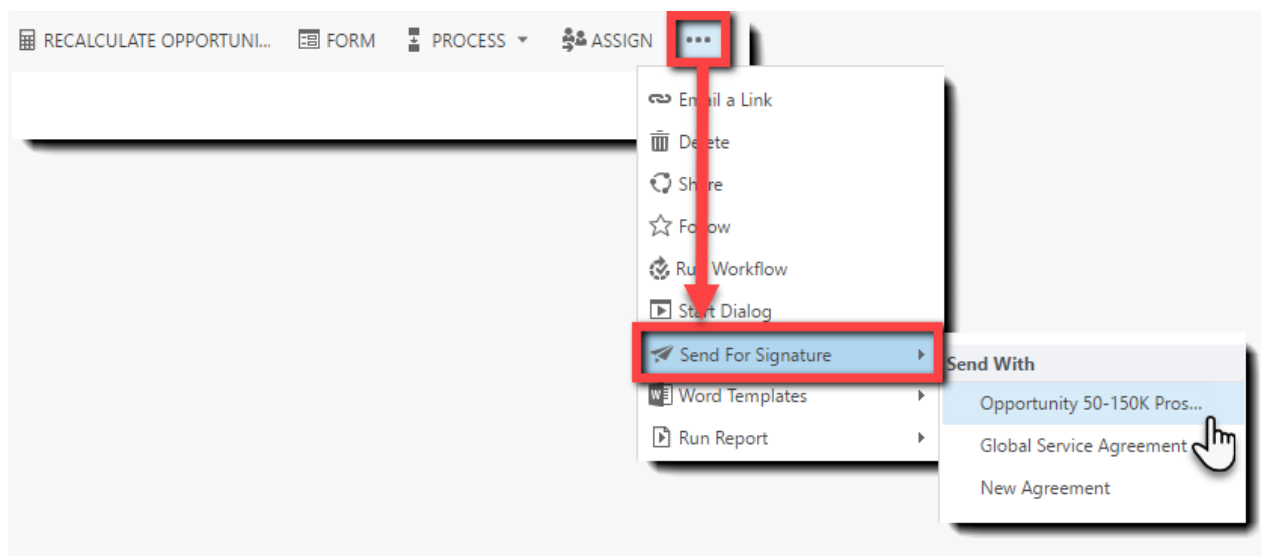 RECALCULATE OPPORTUNI... FORM PROCESS ASSIGN ...
Email a Link
Delete
Share
Follow
Run Workflow
Start Dialog
Send For Signature
Word Templates
Run Report
Send With
Opportunity 50-150K Pros...
Global Service Agreement
New Agreement